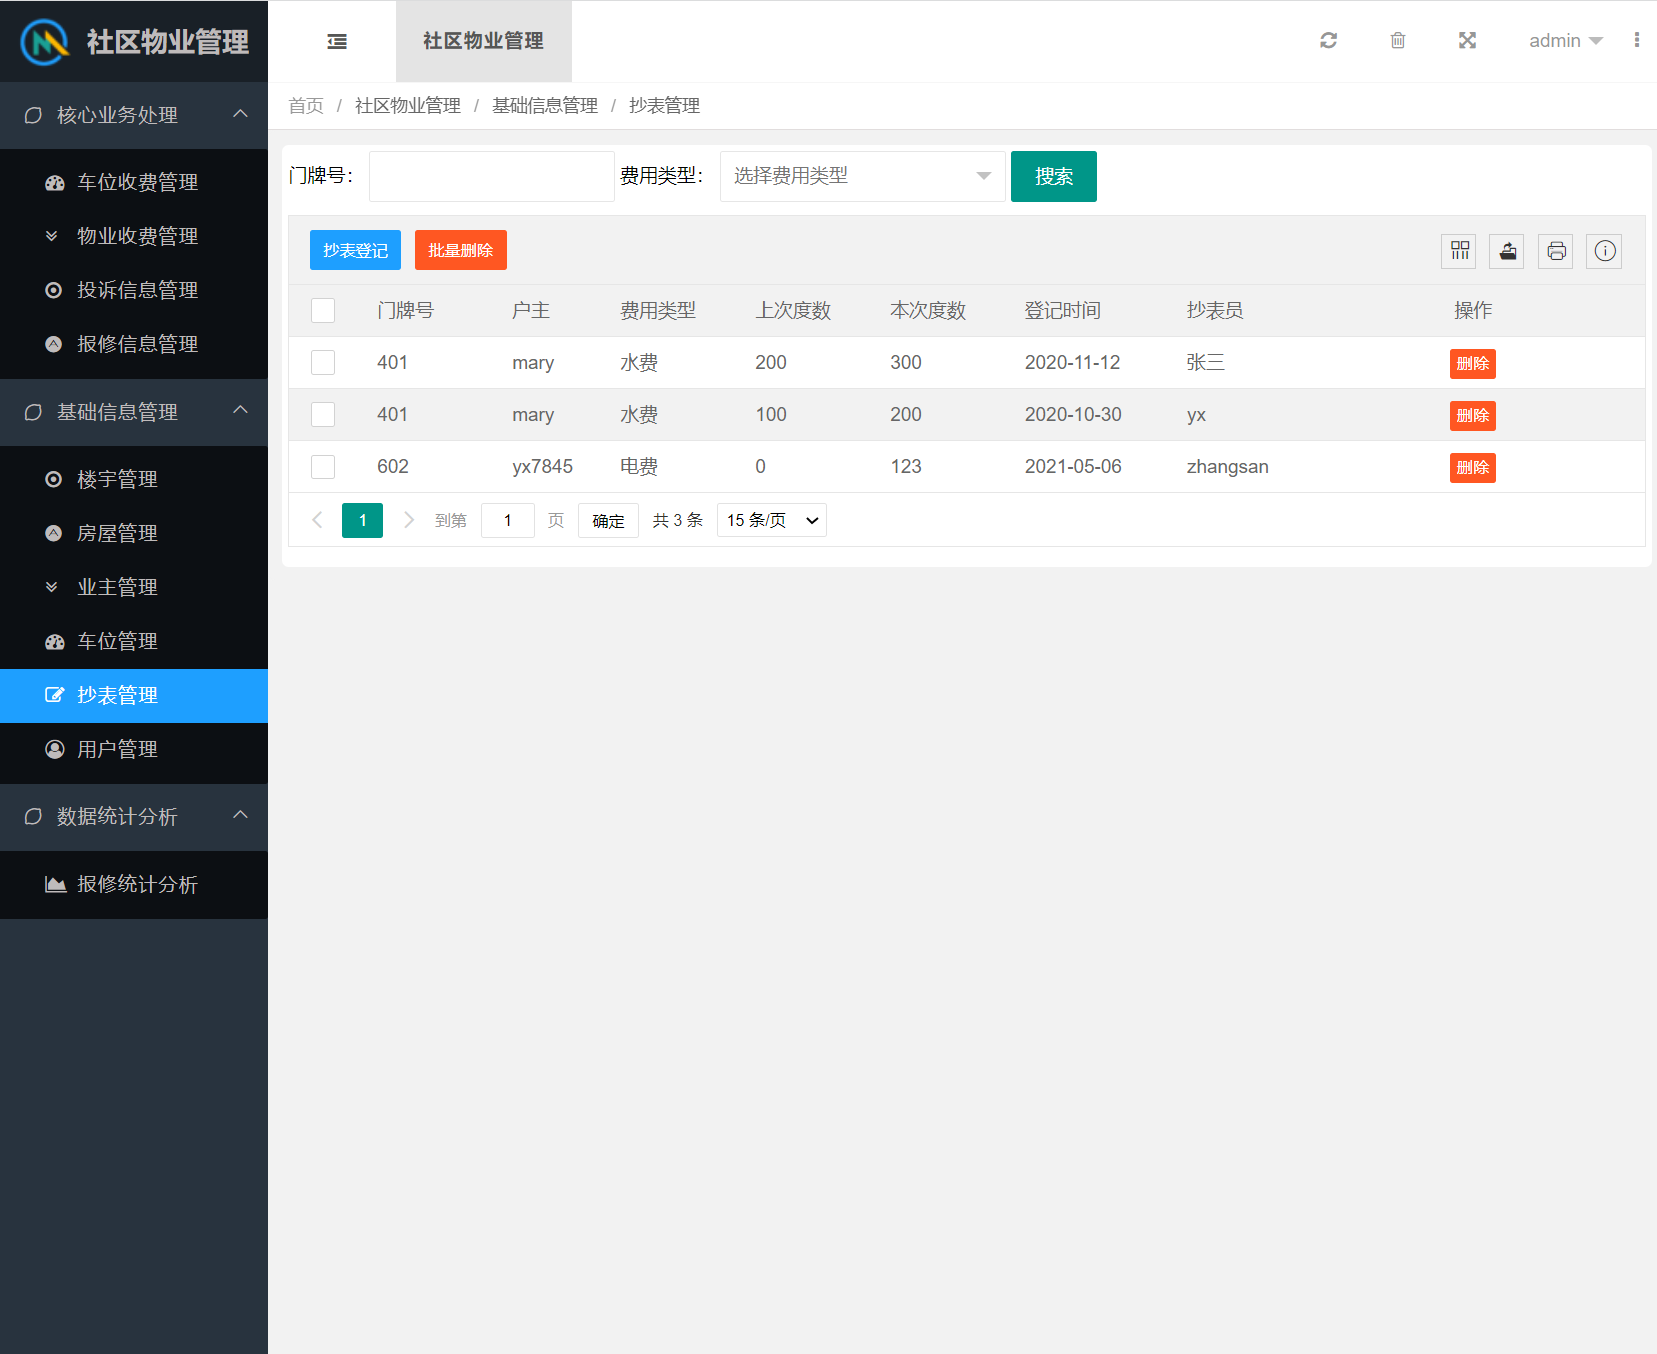 社区物业管理
社区物业管理
admin
首页 / 社区物业管理 / 基础信息管理 / 抄表管理
核心业务处理
车位收费管理
物业收费管理
投诉信息管理
报修信息管理
基础信息管理
楼宇管理
房屋管理
业主管理
车位管理
抄表管理
用户管理
数据统计分析
报修统计分析
门牌号： 费用类型： 选择费用类型 搜索
抄表登记 批量删除
门牌号 户主 费用类型 上次度数 本次度数 登记时间 抄表员 操作
401 mary 水费 200 300 2020-11-12 张三 删除
401 mary 水费 100 200 2020-10-30 yx 删除
602 yx7845 电费 0 123 2021-05-06 zhangsan 删除
1 到第 1 页 确定 共 3 条 15 条/页